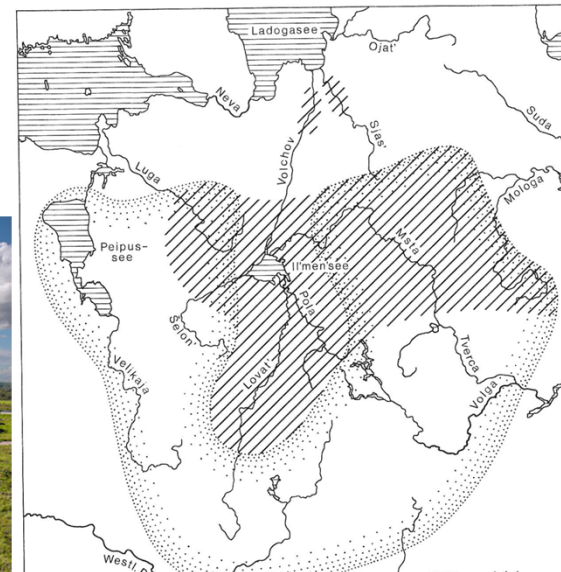 Ladogasee
Ojat'
Neva
Suda
Sjas'
Volchov
Luga
Mologa
Msta
Peipus-
see
Il'mensee
Pola
Šelon'
Lovat'
Tverca
Velikaja
Volga
Westl.